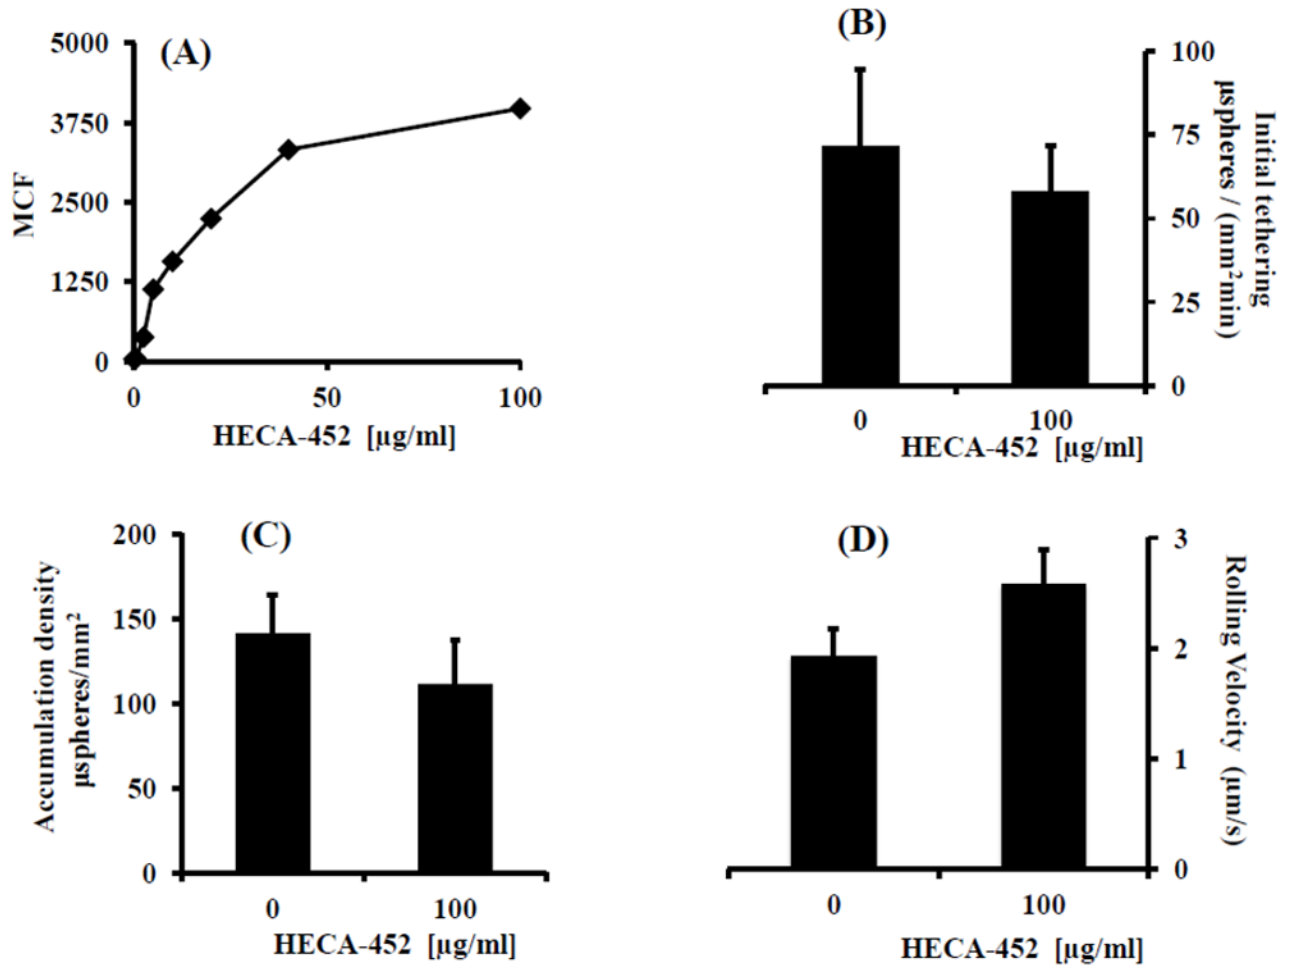 (A)
5000
3750
2500
1250
0
MCF
0 50 100
HECA-452 [µg/ml]
(B)
100
75
50
25
0
Initial tethering
µspheres / (mm²min)
0 100
HECA-452 [µg/ml]
(C)
200
150
100
50
0
Accumulation density
µspheres/mm²
0 100
HECA-452 [µg/ml]
(D)
3
2
1
0
Rolling Velocity (µm/s)
0 100
HECA-452 [µg/ml]